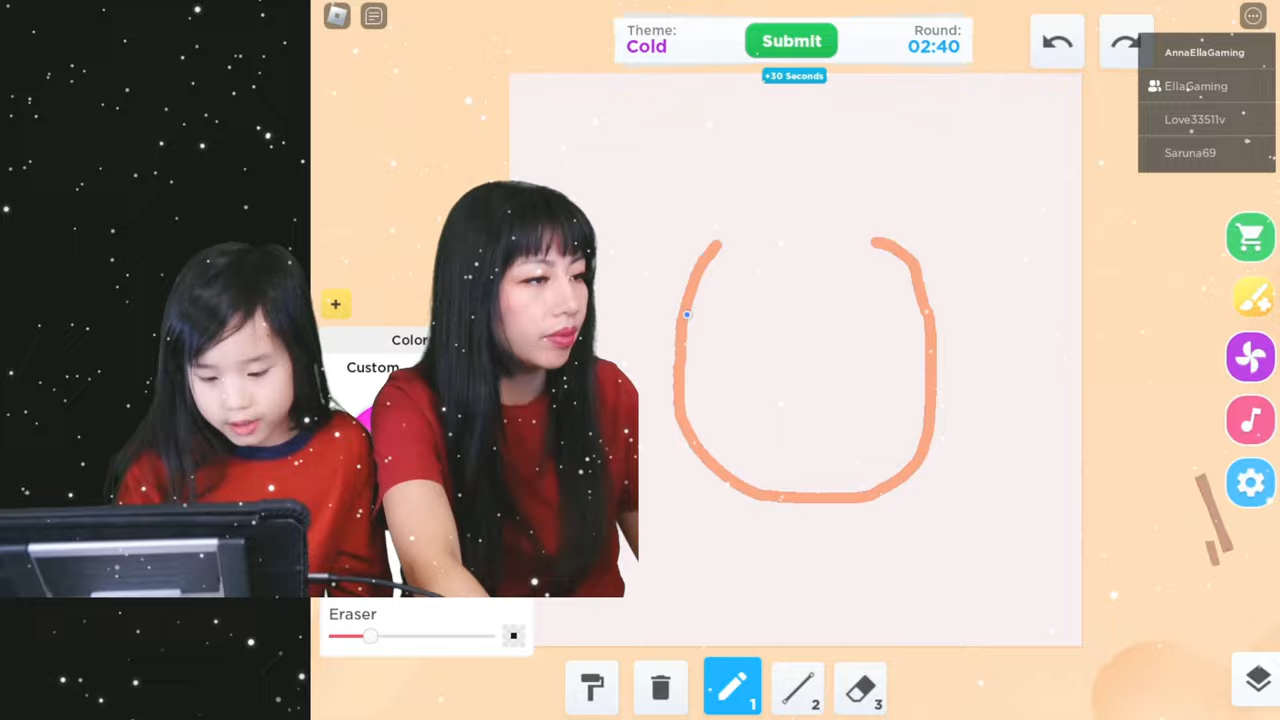 Theme:
Cold
Submit
Round:
02:40
+30 Seconds
AnnaEllaGaming
EllaGaming
Love33511v
Saruna69
+
Color
Custom
Eraser
1
2
3